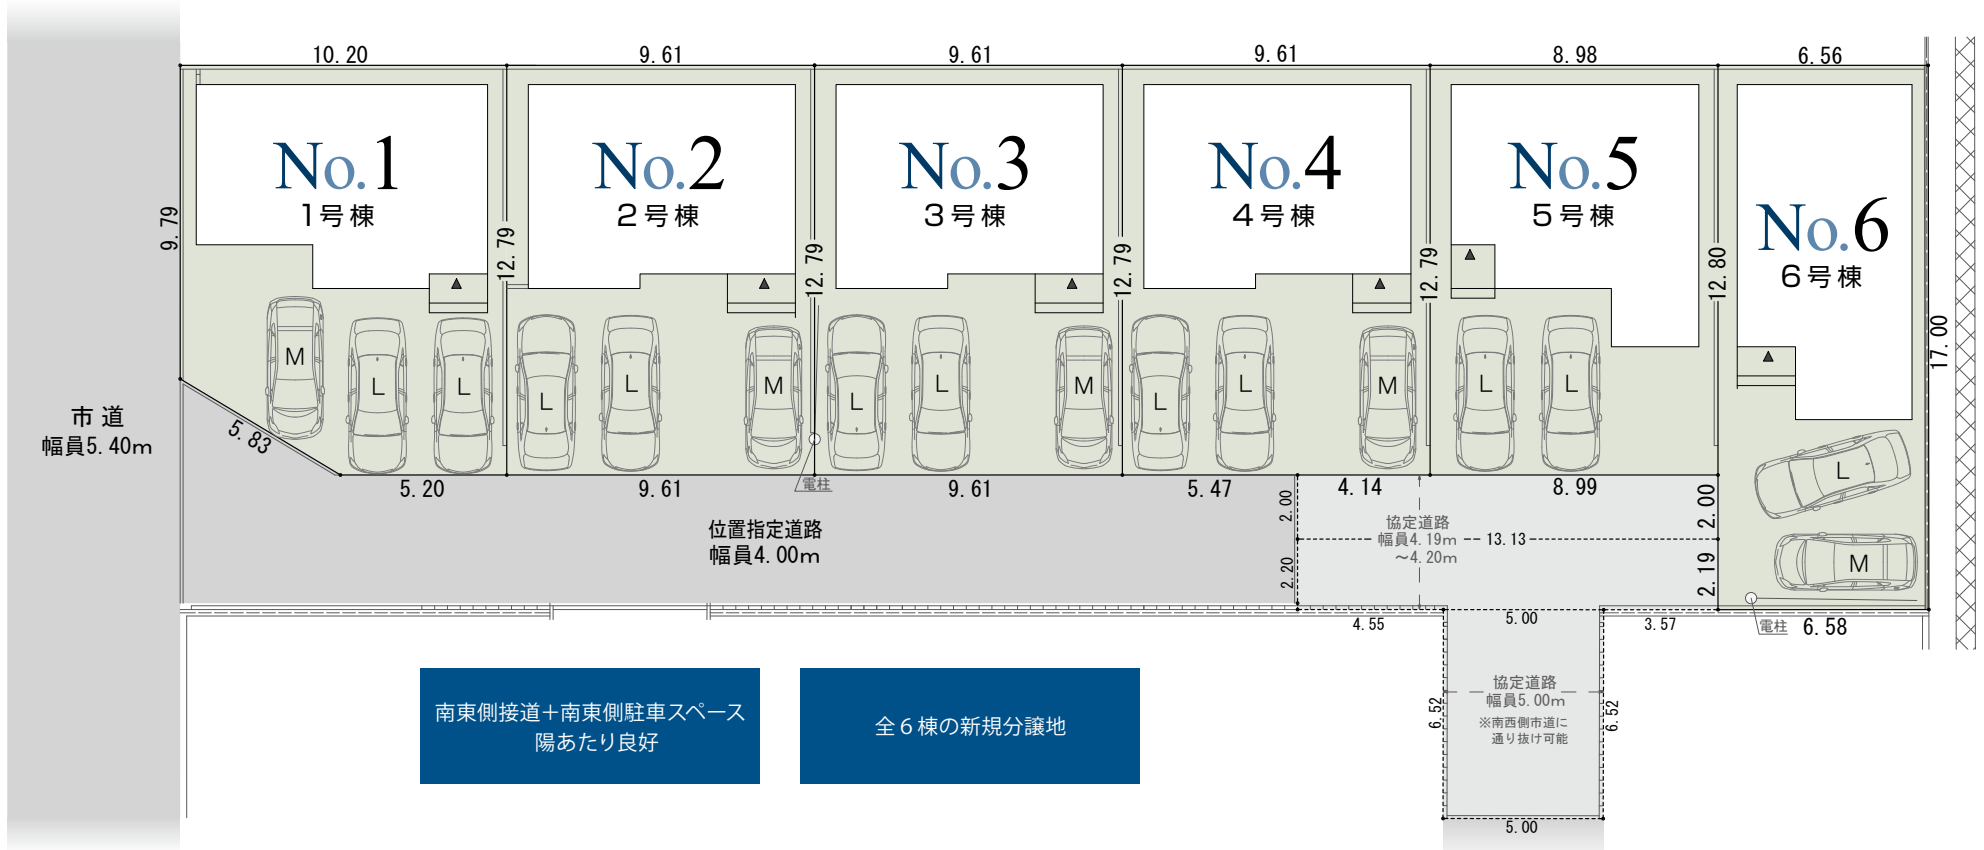 10.20
9.61
9.61
9.61
8.98
6.56
No.1
1号棟
No.2
2号棟
No.3
3号棟
No.4
4号棟
No.5
5号棟
No.6
6号棟
9.79
12.79
12.79
12.79
12.79
12.80
17.00
M
L
L
L
L
M
L
L
M
L
L
M
L
L
L
M
市道
幅員5.40m
5.83
5.20
9.61
電柱
9.61
5.47
4.14
8.99
2.00
2.00
位置指定道路
幅員4.00m
協定道路
幅員4.19m
～4.20m
13.13
2.20
2.19
4.55
5.00
3.57
電柱
6.58
南東側接道＋南東側駐車スペース
陽あたり良好
全6棟の新規分譲地
6.52
協定道路
幅員5.00m
※南西側市道に
通り抜け可能
6.52
5.00